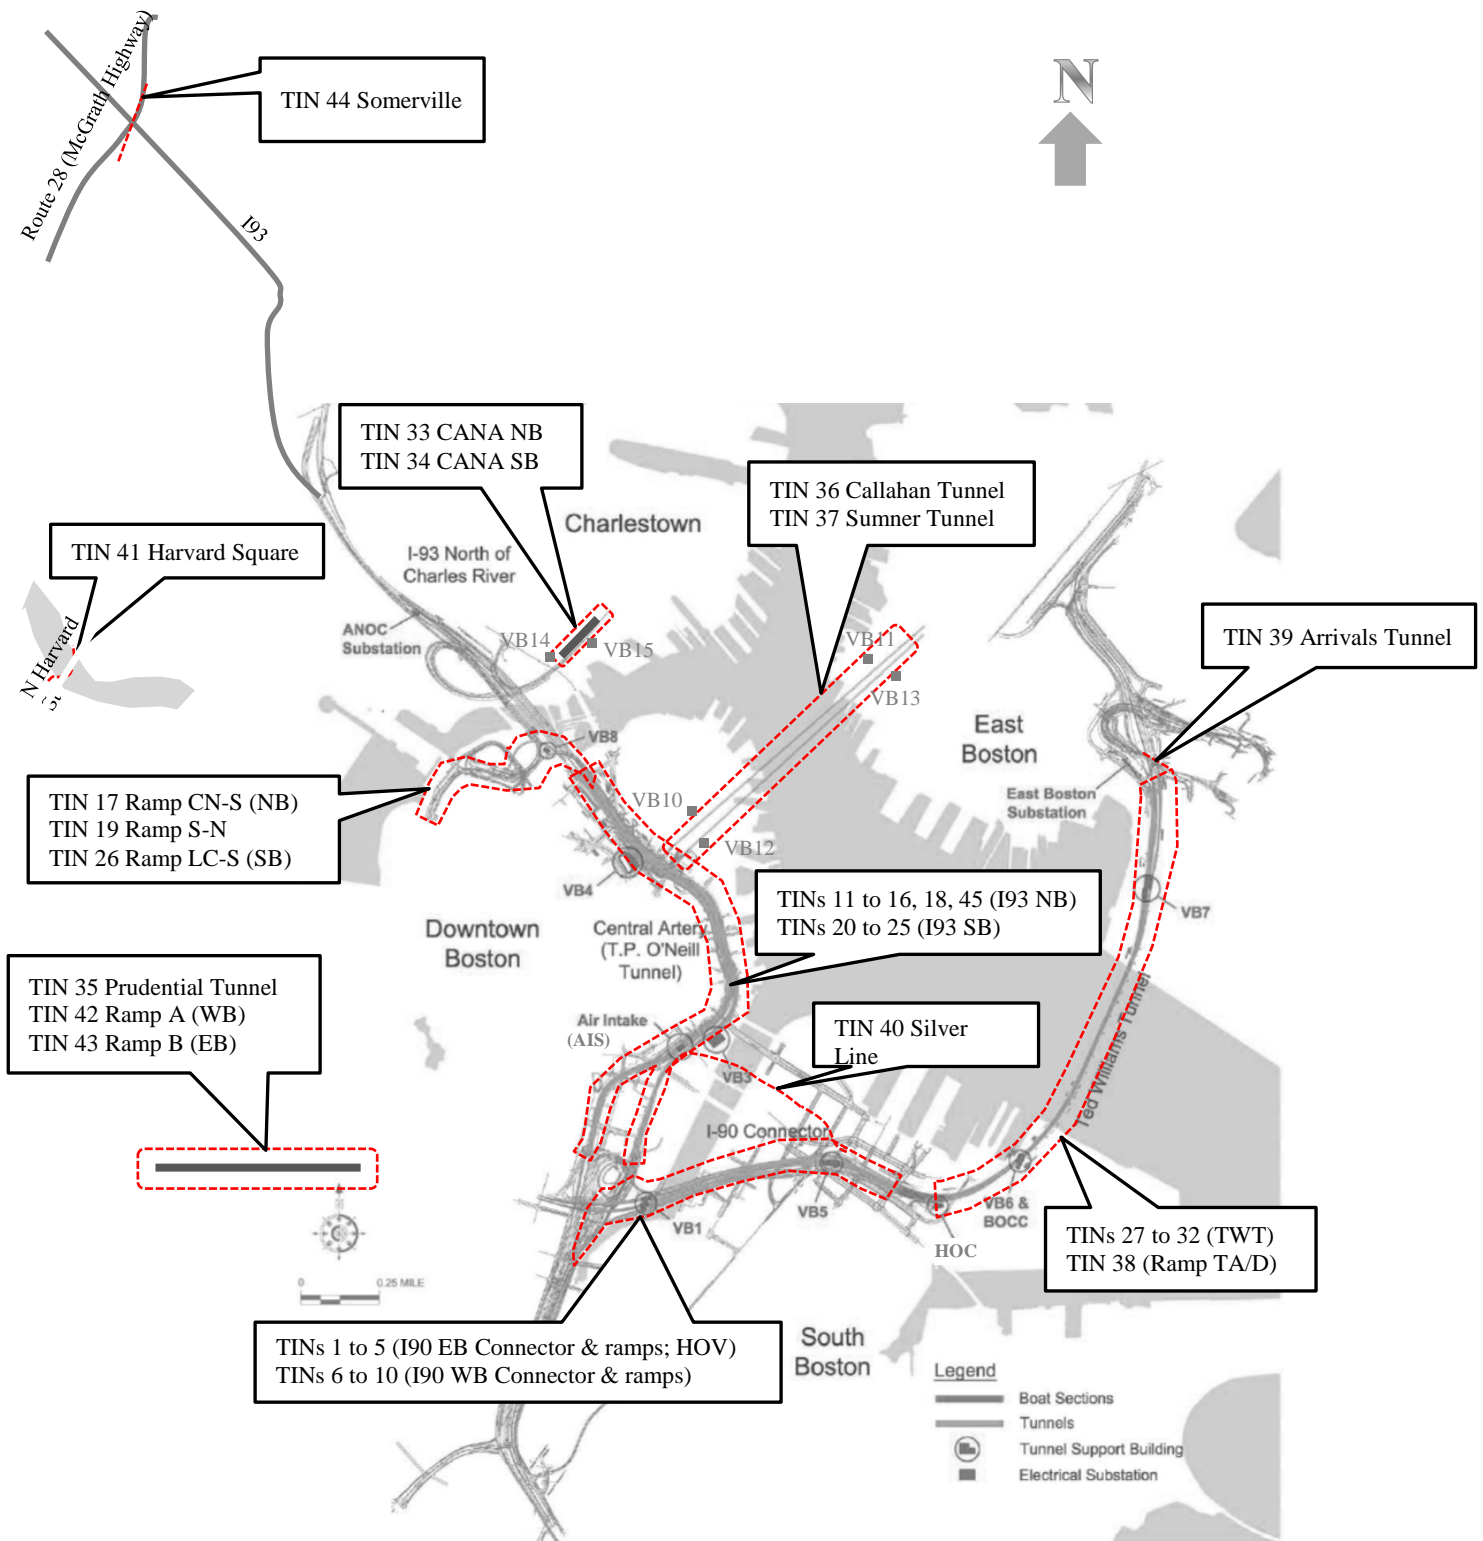 N
TIN 44 Somerville
Route 28 (McGrath Highway)
I93
TIN 33 CANA NB
TIN 34 CANA SB
TIN 36 Callahan Tunnel
TIN 37 Sumner Tunnel
Charlestown
TIN 41 Harvard Square
I-93 North of
Charles River
N Harvard
ANOC
Substation
VB14
VB15
VB11
VB13
TIN 39 Arrivals Tunnel
East
Boston
VB8
East Boston
Substation
TIN 17 Ramp CN-S (NB)
TIN 19 Ramp S-N
TIN 26 Ramp LC-S (SB)
VB10
VB12
VB4
VB7
TINs 11 to 16, 18, 45 (I93 NB)
TINs 20 to 25 (I93 SB)
Downtown
Boston
Central Artery
(T.P. O'Neill
Tunnel)
TIN 35 Prudential Tunnel
TIN 42 Ramp A (WB)
TIN 43 Ramp B (EB)
Air Intake
(AIS)
TIN 40 Silver
Line
VB3
Ted Williams Tunnel
I-90 Connector
VB1
VB5
VB6 &
BOCC
HOC
TINs 27 to 32 (TWT)
TIN 38 (Ramp TA/D)
0
0.25 MILE
TINs 1 to 5 (I90 EB Connector & ramps; HOV)
TINs 6 to 10 (I90 WB Connector & ramps)
South
Boston
Legend
Boat Sections
Tunnels
Tunnel Support Building
Electrical Substation